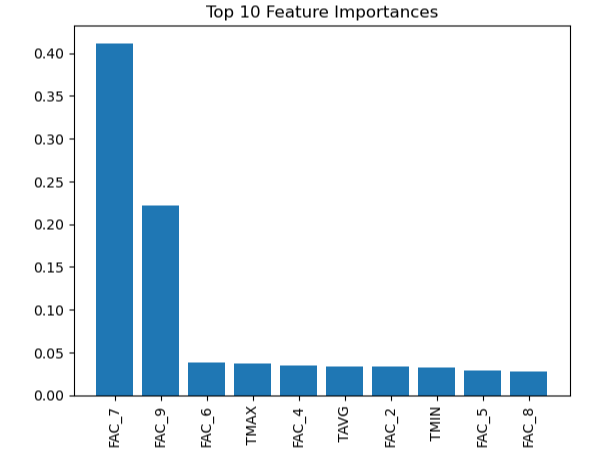 Top 10 Feature Importances
0.40
0.35
0.30
0.25
0.20
0.15
0.10
0.05
0.00
FAC_7
FAC_9
FAC_6
TMAX
FAC_4
TAVG
FAC_2
TMIN
FAC_5
FAC_8